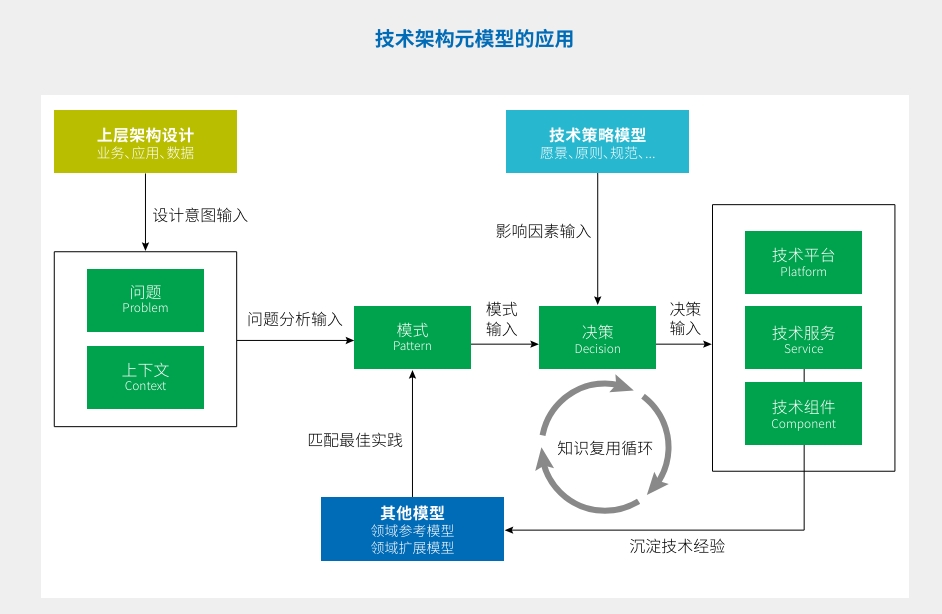 技术架构元模型的应用
上层架构设计
业务、应用、数据
技术策略模型
愿景、原则、规范、...
设计意图输入
影响因素输入
问题
Problem
上下文
Context
问题分析输入
模式
Pattern
模式
输入
决策
Decision
决策
输入
技术平台
Platform
技术服务
Service
技术组件
Component
匹配最佳实践
知识复用循环
其他模型
领域参考模型
领域扩展模型
沉淀技术经验